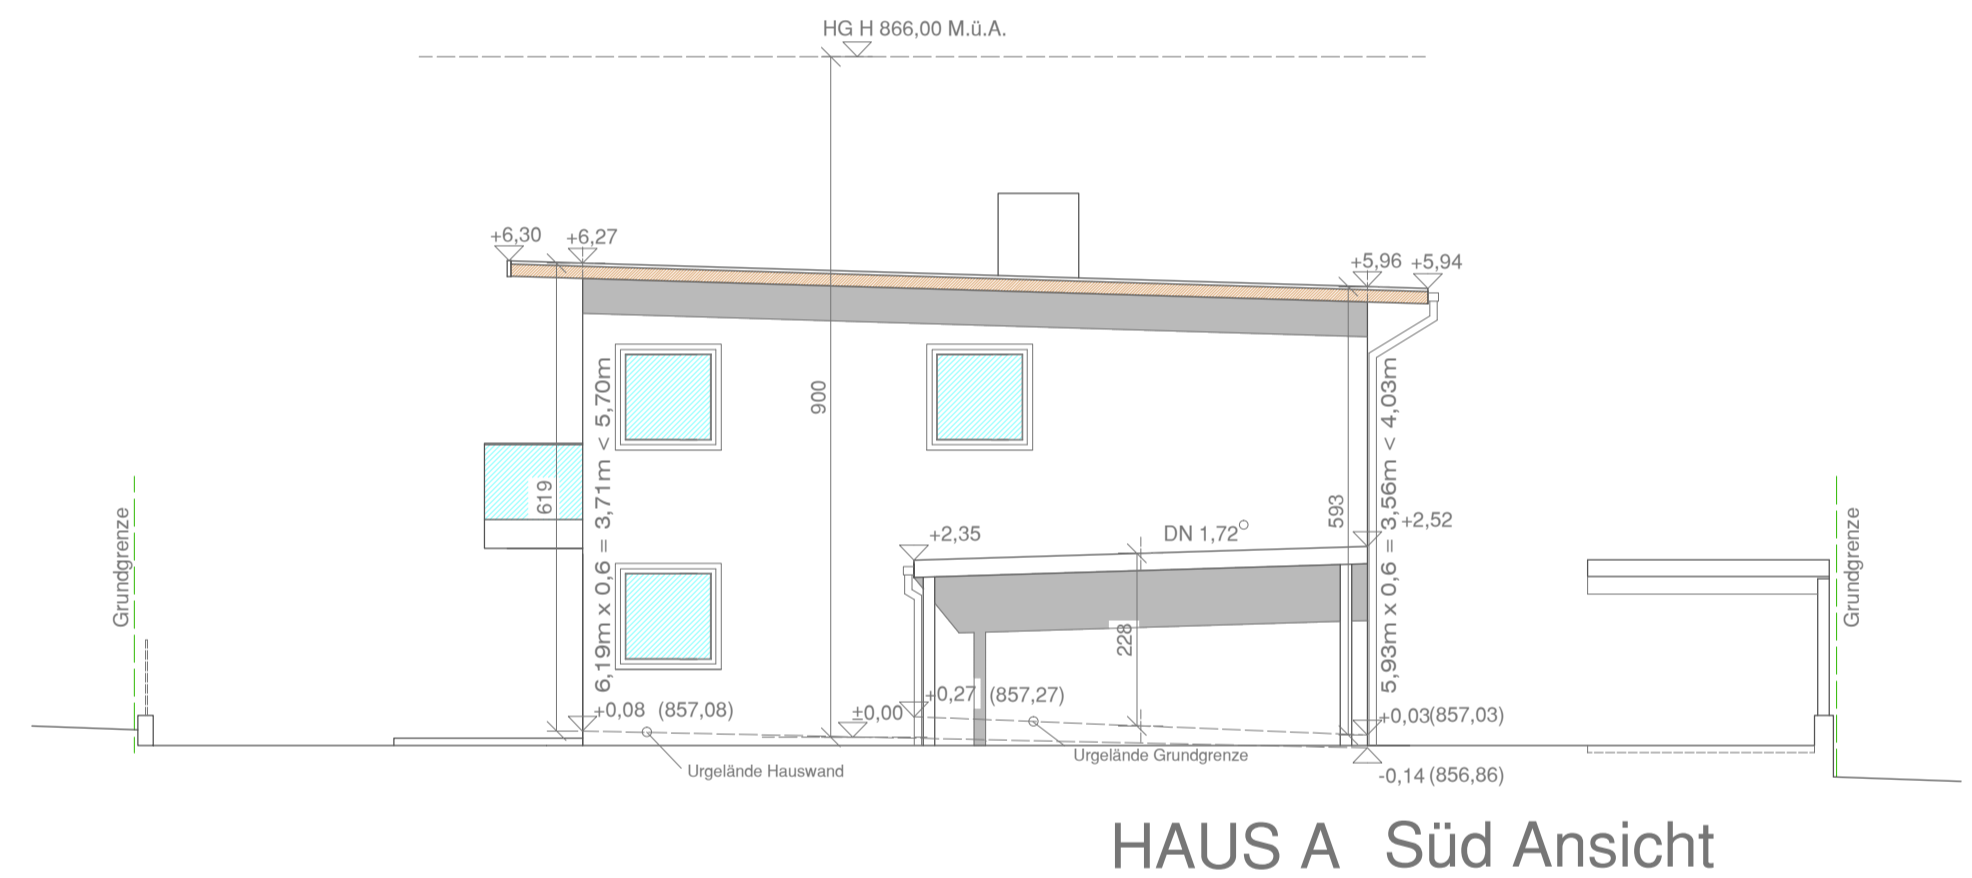 HG H 866,00 M.ü.A.
+6,30
+6,27
+5,96
+5,94
900
619
6,19m x 0,6 = 3,71m < 5,70m
593
5,93m x 0,6 = 3,56m < 4,03m
Grundgrenze
Grundgrenze
+2,35
DN 1,72°
+2,52
228
+0,08 (857,08)
±0,00
+0,27 (857,27)
+0,03(857,03)
Urgelände Hauswand
Urgelände Grundgrenze
-0,14 (856,86)
HAUS A Süd Ansicht